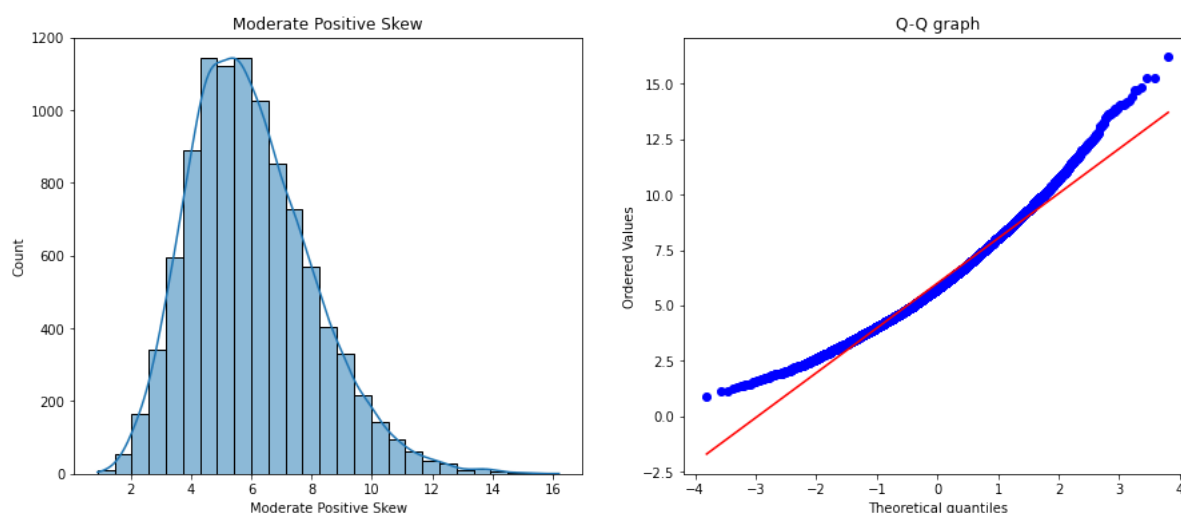 Moderate Positive Skew
1200
1000
800
600
400
200
0
Count
2 4 6 8 10 12 14 16
Moderate Positive Skew
Q-Q graph
15.0
12.5
10.0
7.5
5.0
2.5
0.0
−2.5
Ordered Values
−4 −3 −2 −1 0 1 2 3 4
Theoretical quantiles